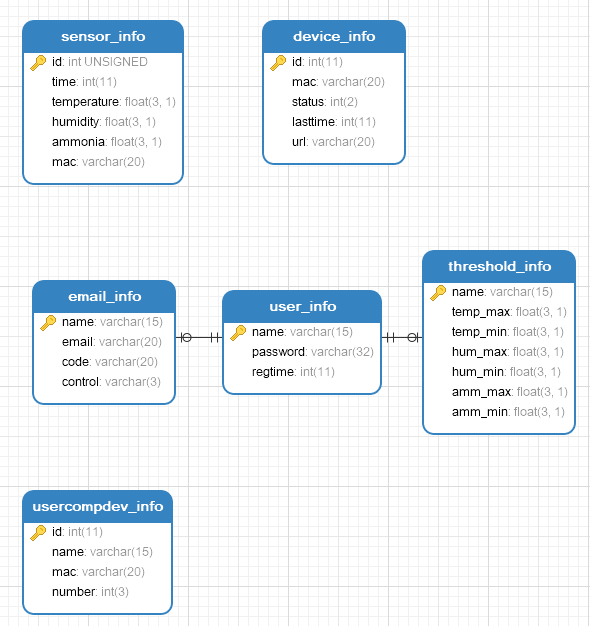 sensor_info
id: int UNSIGNED
time: int(11)
temperature: float(3, 1)
humidity: float(3, 1)
ammonia: float(3, 1)
mac: varchar(20)
device_info
id: int(11)
mac: varchar(20)
status: int(2)
lasttime: int(11)
url: varchar(20)
email_info
name: varchar(15)
email: varchar(20)
code: varchar(20)
control: varchar(3)
user_info
name: varchar(15)
password: varchar(32)
regtime: int(11)
threshold_info
name: varchar(15)
temp_max: float(3, 1)
temp_min: float(3, 1)
hum_max: float(3, 1)
hum_min: float(3, 1)
amm_max: float(3, 1)
amm_min: float(3, 1)
usercompdev_info
id: int(11)
name: varchar(15)
mac: varchar(20)
number: int(3)